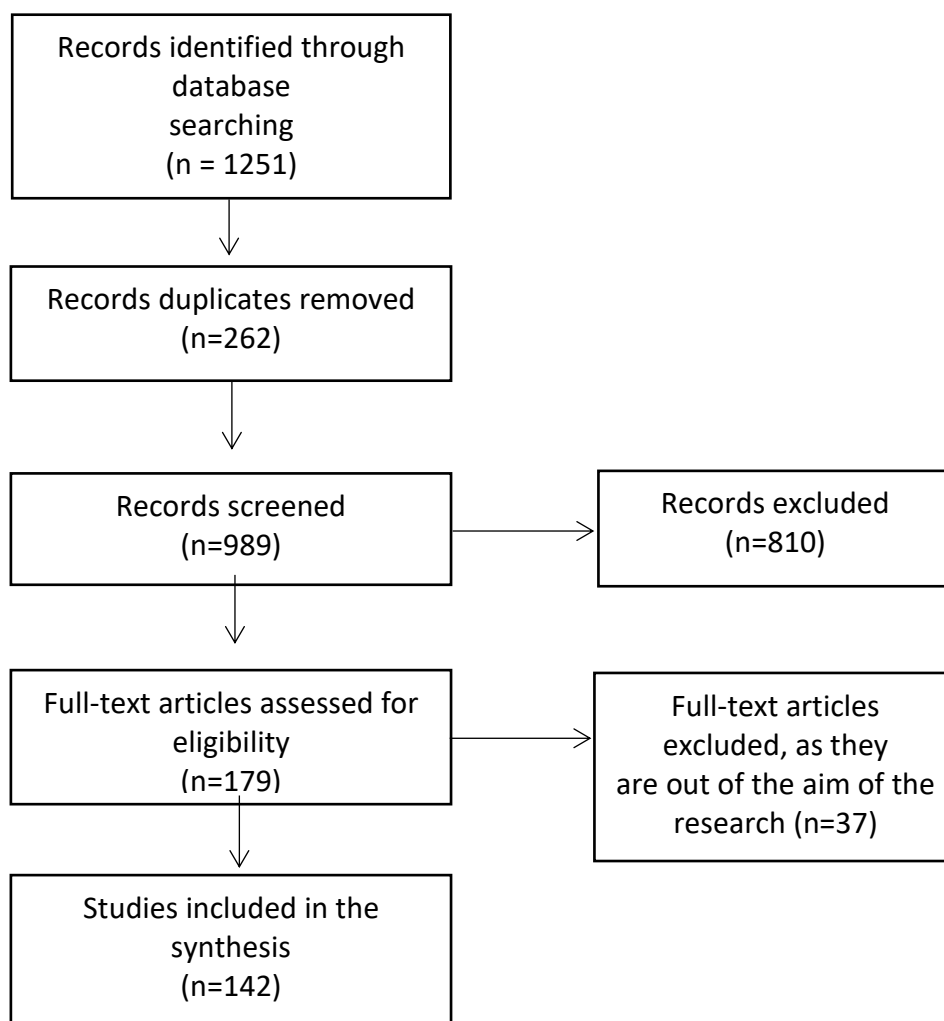 Records identified through
database
searching
(n = 1251)
Records duplicates removed
(n=262)
Records screened
(n=989)
Records excluded
(n=810)
Full-text articles assessed for
eligibility
(n=179)
Full-text articles
excluded, as they
are out of the aim of the
research (n=37)
Studies included in the
synthesis
(n=142)